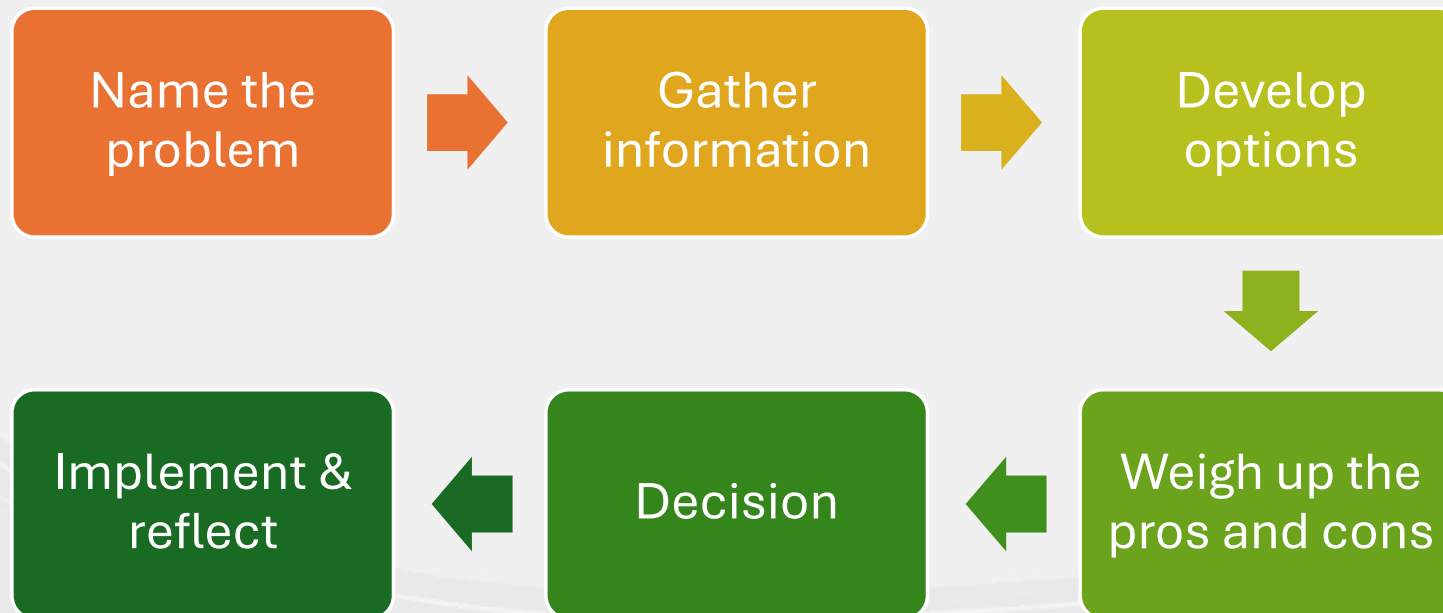 Name the
problem
Gather
information
Develop
options
Weigh up the
pros and cons
Decision
Implement &
reflect